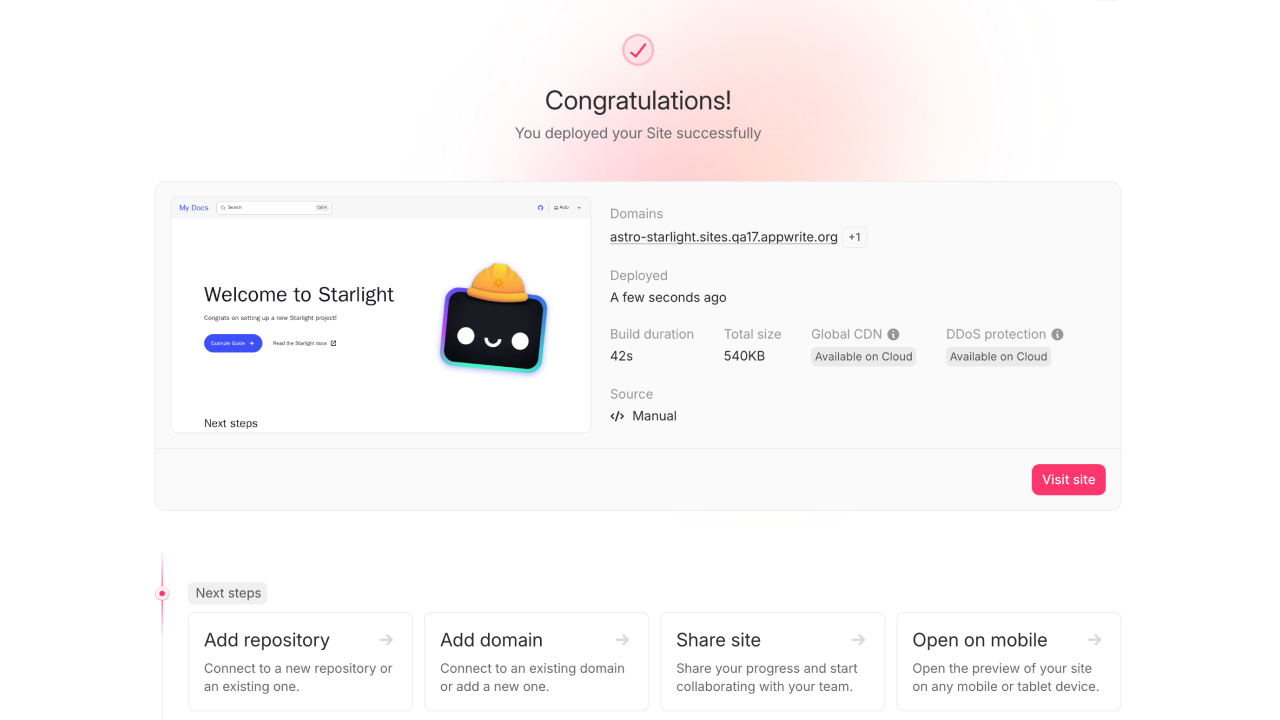 Congratulations!
You deployed your Site successfully
My Docs
Search
Ctrl K
Auto
Welcome to Starlight
Congrats on setting up a new Starlight project!
Example Guide
Read the Starlight docs
Next steps
Domains
astro-starlight.sites.qa17.appwrite.org +1
Deployed
A few seconds ago
Build duration Total size Global CDN DDoS protection
42s 540KB Available on Cloud Available on Cloud
Source
Manual
Visit site
Next steps
Add repository
Connect to a new repository or
an existing one.
Add domain
Connect to an existing domain
or add a new one.
Share site
Share your progress and start
collaborating with your team.
Open on mobile
Open the preview of your site
on any mobile or tablet device.